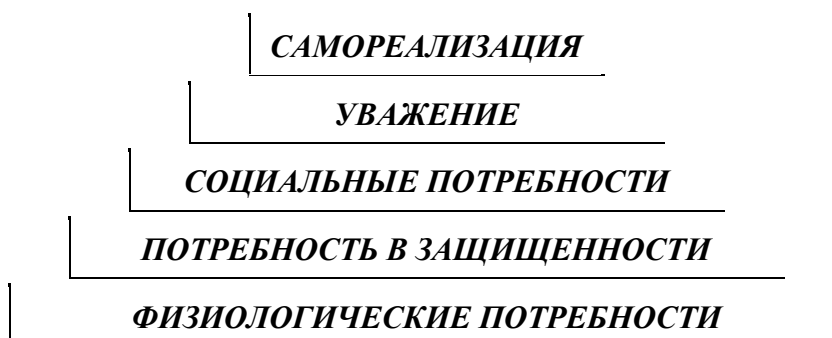 САМОРЕАЛИЗАЦИЯ
УВАЖЕНИЕ
СОЦИАЛЬНЫЕ ПОТРЕБНОСТИ
ПОТРЕБНОСТЬ В ЗАЩИЩЕННОСТИ
ФИЗИОЛОГИЧЕСКИЕ ПОТРЕБНОСТИ